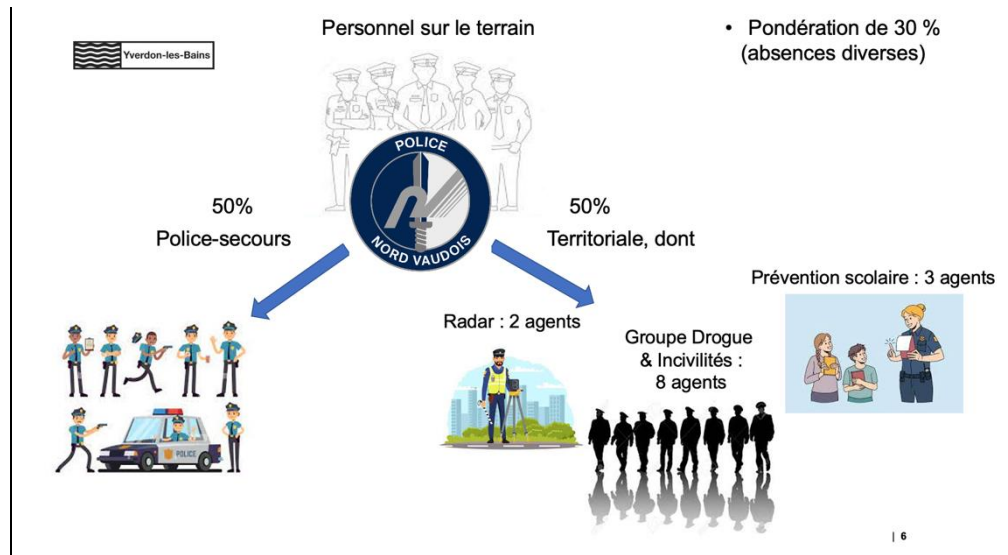 Yverdon-les-Bains
Personnel sur le terrain
• Pondération de 30 %
(absences diverses)
POLICE
NORD VAUDOIS
50%
Police-secours
50%
Territoriale, dont
Prévention scolaire : 3 agents
Radar : 2 agents
Groupe Drogue
& Incivilités :
8 agents
POLICE
| 6